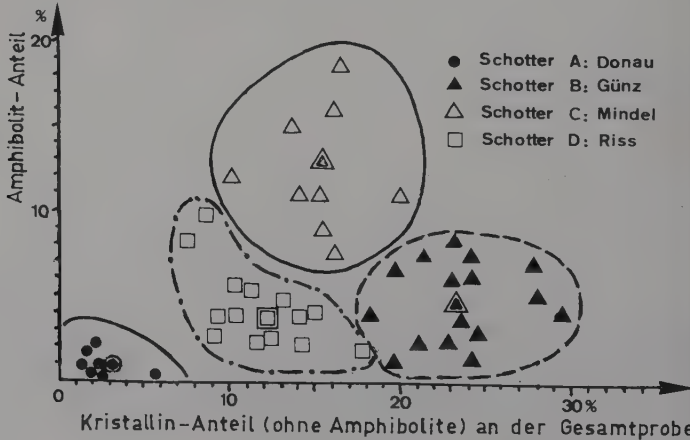 %
20
Amphibolit-Anteil
10
0
0
10
20
30%
Schotter A: Donau
Schotter B: Günz
Schotter C: Mindel
Schotter D: Riss
Kristallin-Anteil (ohne Amphibolite) an der Gesamtprobe